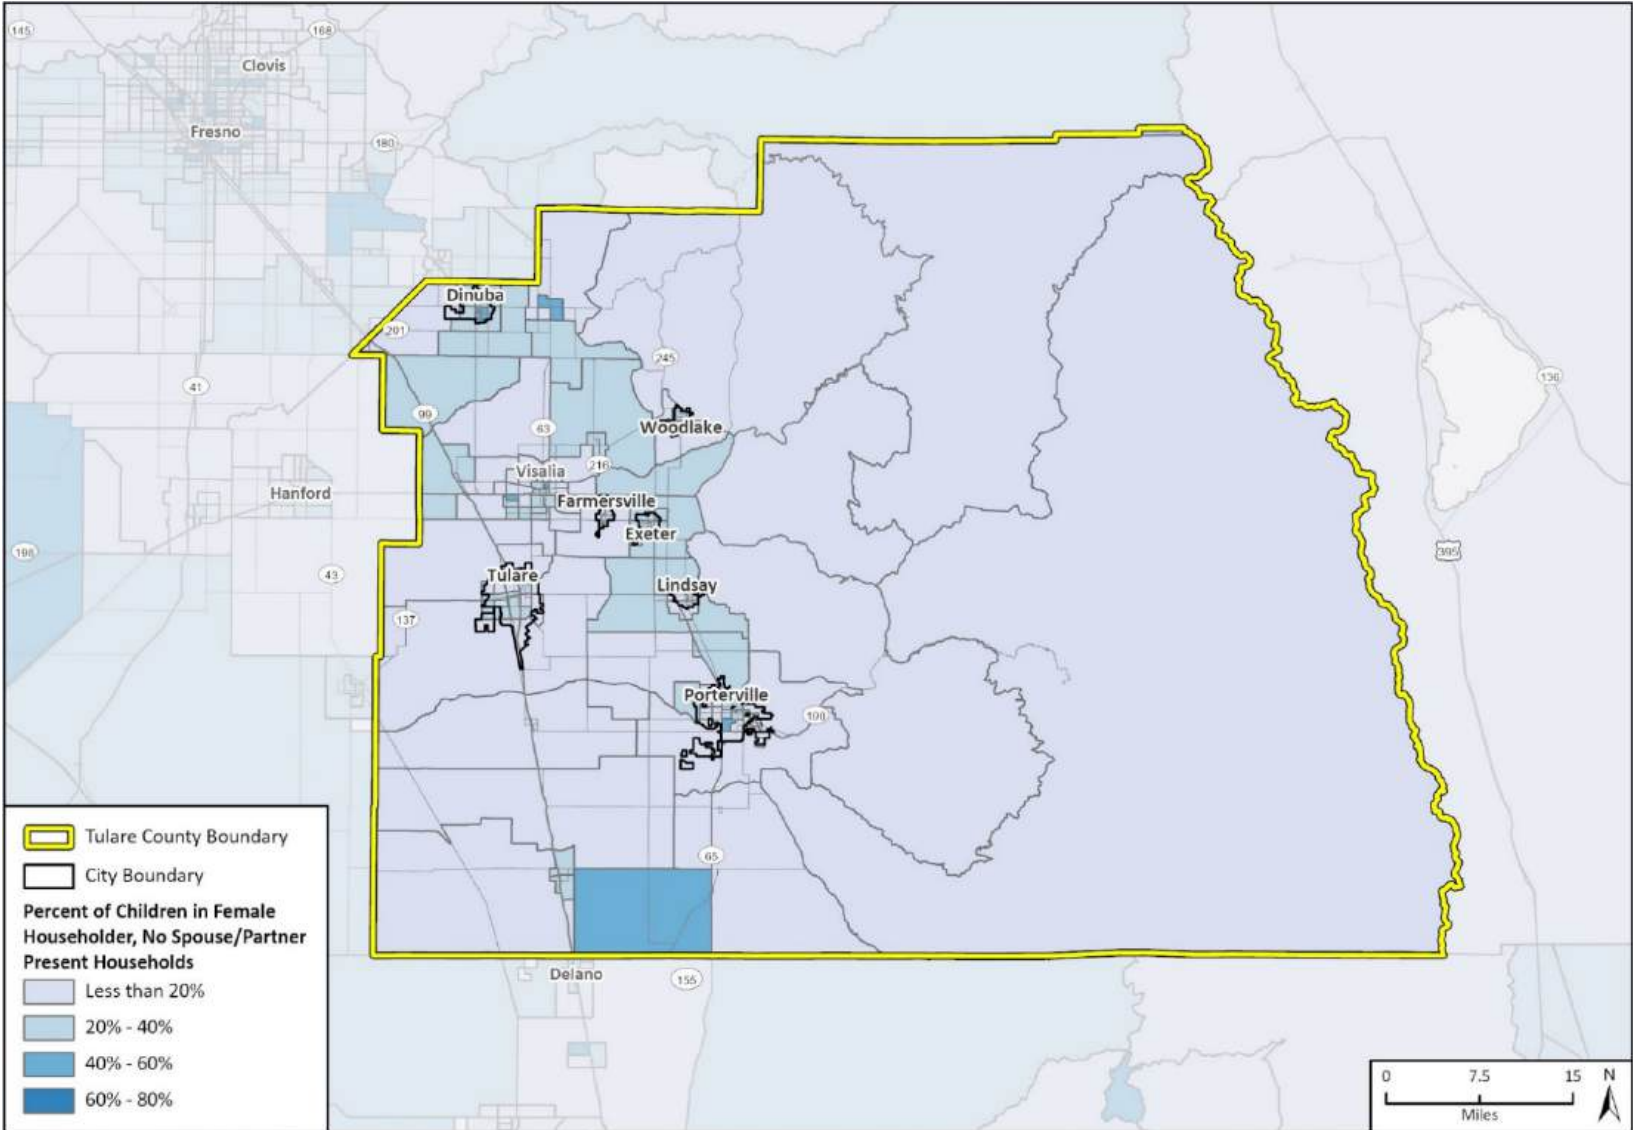 145
168
Clovis
Fresno
180
Dinuba
201
245
41
136
99
63
Woodlake
Visalia
216
Hanford
Farmersville
Exeter
198
395
43
Tulare
Lindsay
137
Porterville
65
Delano
155
Tulare County Boundary
City Boundary
Percent of Children in Female
Householder, No Spouse/Partner
Present Households
Less than 20%
20% - 40%
40% - 60%
60% - 80%
0 7.5 15 N
Miles